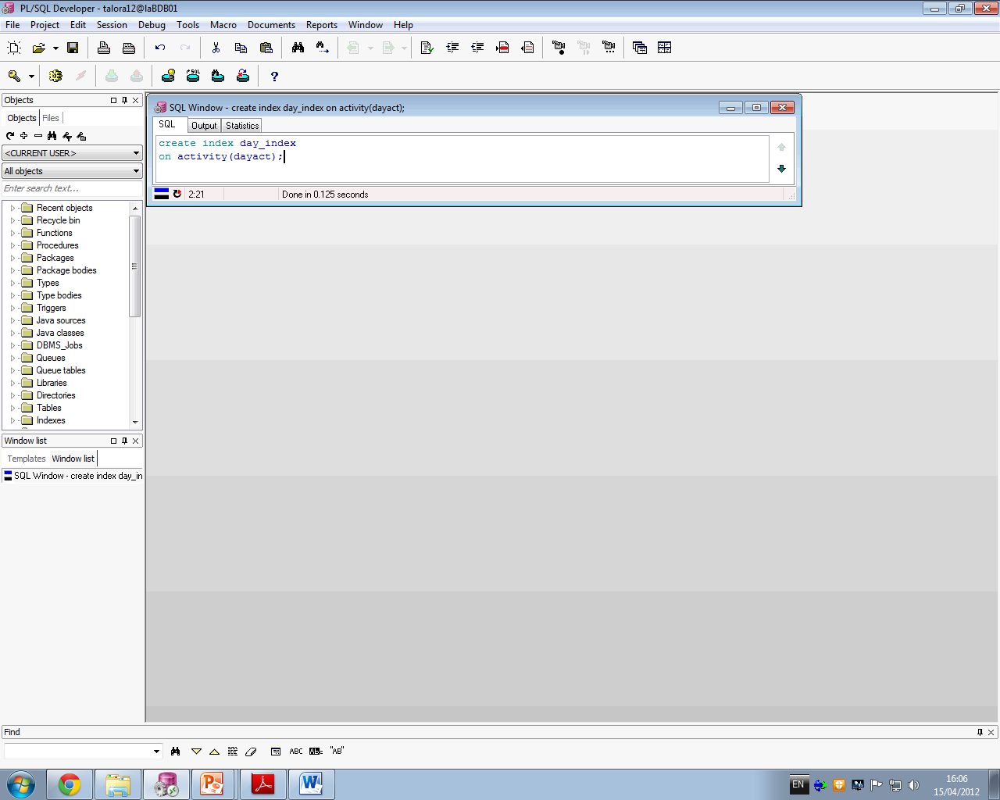 PL/SQL Developer - talora12@laBDB01
File Project Edit Session Debug Tools Macro Documents Reports Window Help
Objects
Objects Files
<CURRENT USER>
All objects
Enter search text...
Recent objects
Recycle bin
Functions
Procedures
Packages
Package bodies
Types
Type bodies
Triggers
Java sources
Java classes
DBMS_Jobs
Queues
Queue tables
Libraries
Directories
Tables
Indexes
SQL Window - create index day_index on activity(dayact);
SQL Output Statistics
create index day_index
on activity(dayact);
2:21 Done in 0.125 seconds
Window list
Templates Window list
SQL Window - create index day_in
Find
ABC "AB"
EN
16:06
15/04/2012